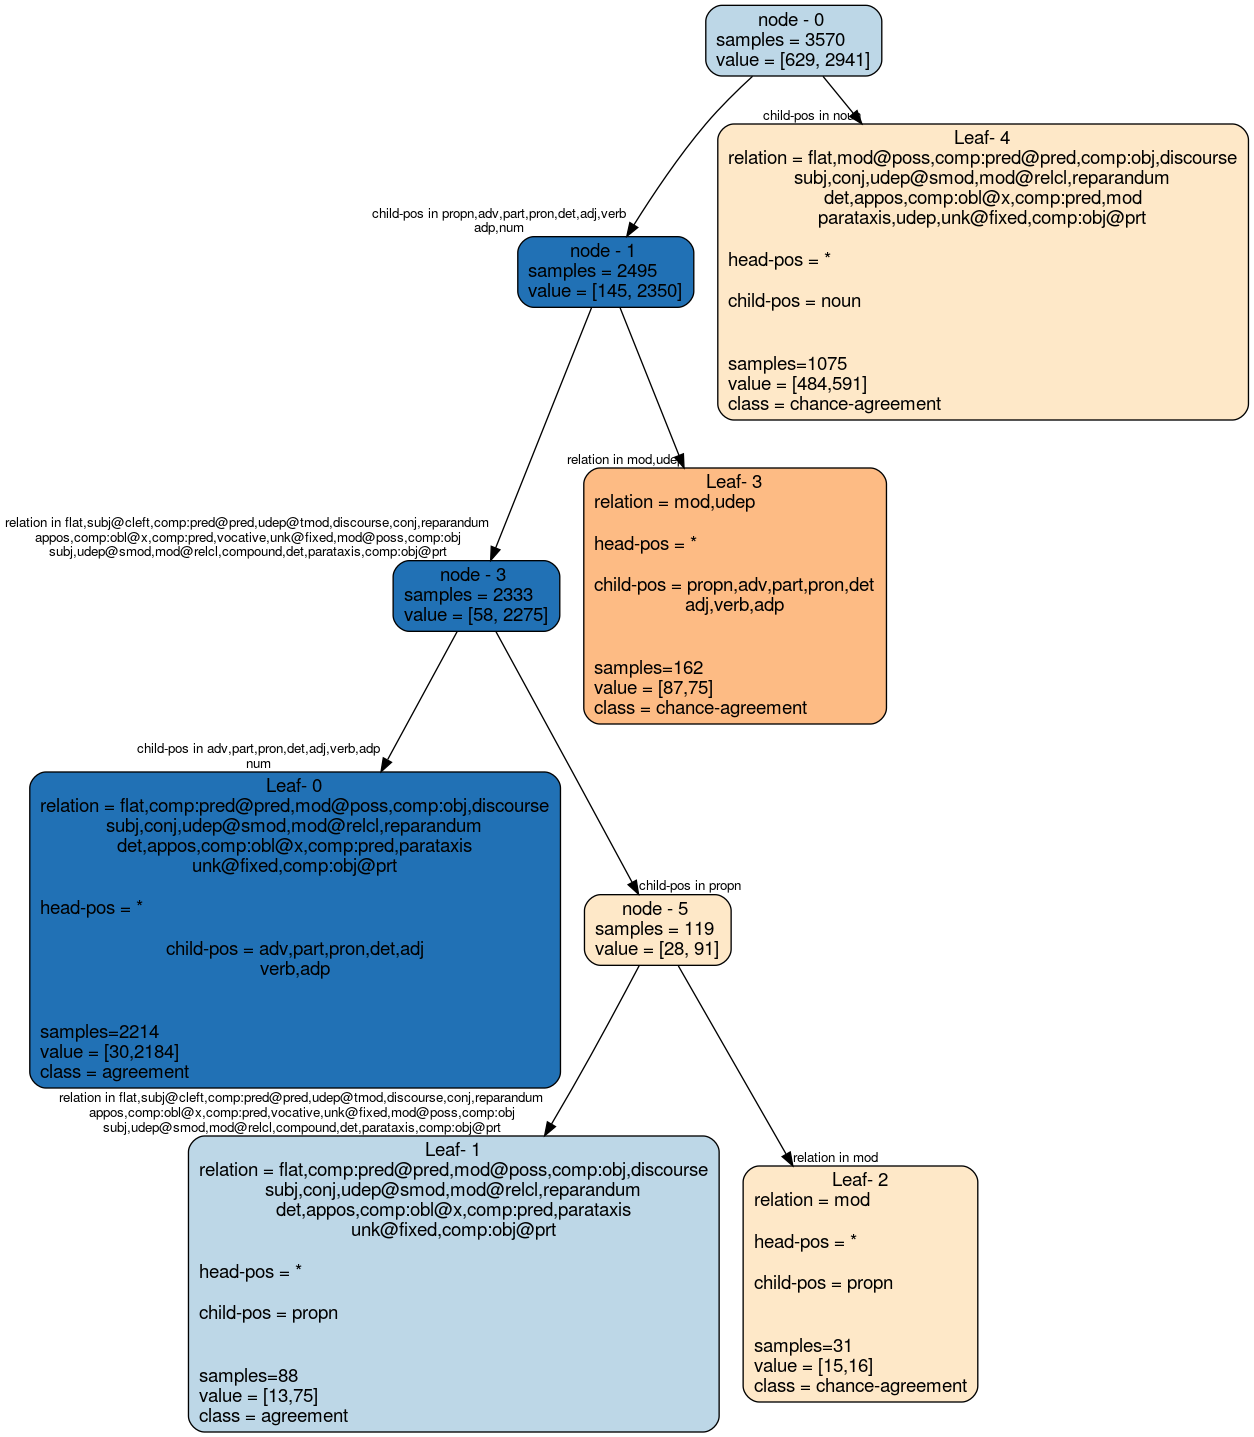 node - 0
samples = 3570
value = [629, 2941]
child-pos in noun
Leaf- 4
relation = flat,mod@poss,comp:pred@pred,comp:obj,discourse
subj,conj,udep@smod,mod@relcl,reparandum
det,appos,comp:obl@x,comp:pred,mod
parataxis,udep,unk@fixed,comp:obj@prt
head-pos = *
child-pos = noun
samples=1075
value = [484,591]
class = chance-agreement
child-pos in propn,adv,part,pron,det,adj,verb
adp,num
node - 1
samples = 2495
value = [145, 2350]
relation in mod,udep
Leaf- 3
relation = mod,udep
head-pos = *
child-pos = propn,adv,part,pron,det
adj,verb,adp
samples=162
value = [87,75]
class = chance-agreement
relation in flat,subj@cleft,comp:pred@pred,udep@tmod,discourse,conj,reparandum
appos,comp:obl@x,comp:pred,vocative,unk@fixed,mod@poss,comp:obj
subj,udep@smod,mod@relcl,compound,det,parataxis,comp:obj@prt
node - 3
samples = 2333
value = [58, 2275]
child-pos in adv,part,pron,det,adj,verb,adp
num
Leaf- 0
relation = flat,comp:pred@pred,mod@poss,comp:obj,discourse
subj,conj,udep@smod,mod@relcl,reparandum
det,appos,comp:obl@x,comp:pred,parataxis
unk@fixed,comp:obj@prt
head-pos = *
child-pos = adv,part,pron,det,adj
verb,adp
samples=2214
value = [30,2184]
class = agreement
child-pos in propn
node - 5
samples = 119
value = [28, 91]
relation in flat,subj@cleft,comp:pred@pred,udep@tmod,discourse,conj,reparandum
appos,comp:obl@x,comp:pred,vocative,unk@fixed,mod@poss,comp:obj
subj,udep@smod,mod@relcl,compound,det,parataxis,comp:obj@prt
Leaf- 1
relation = flat,comp:pred@pred,mod@poss,comp:obj,discourse
subj,conj,udep@smod,mod@relcl,reparandum
det,appos,comp:obl@x,comp:pred,parataxis
unk@fixed,comp:obj@prt
head-pos = *
child-pos = propn
samples=88
value = [13,75]
class = agreement
relation in mod
Leaf- 2
relation = mod
head-pos = *
child-pos = propn
samples=31
value = [15,16]
class = chance-agreement